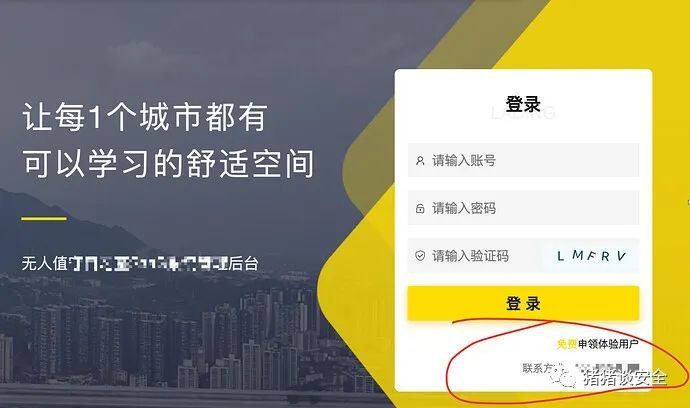 让每1个城市都有
可以学习的舒适空间
无人值
后台
登录
LADING
请输入账号
请输入密码
请输入验证码
LMFRV
登 录
免费申领体验用户
联系方
猪猪谈安全